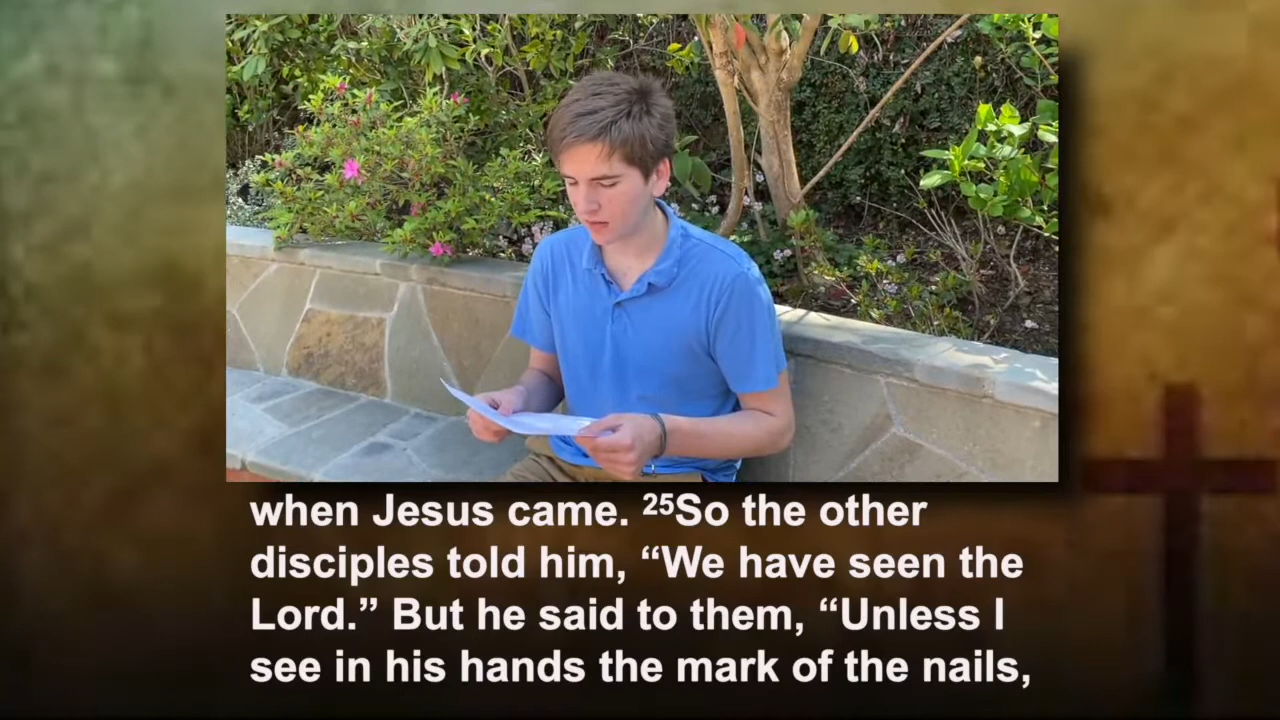 when Jesus came. ²⁵So the other
disciples told him, “We have seen the
Lord.” But he said to them, “Unless I
see in his hands the mark of the nails,